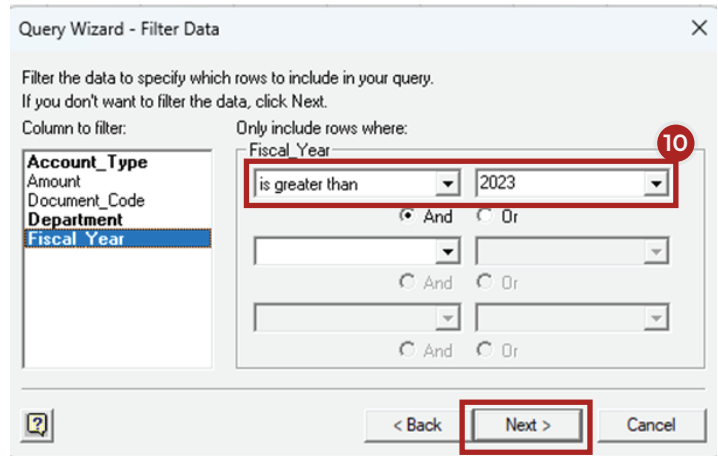 Query Wizard - Filter Data
Filter the data to specify which rows to include in your query.
If you don't want to filter the data, click Next.
Column to filter:
Only include rows where:
Account_Type
Amount
Document_Code
Department
Fiscal_Year
Fiscal_Year
10
is greater than 2023
And Or
And Or
And Or
< Back Next > Cancel